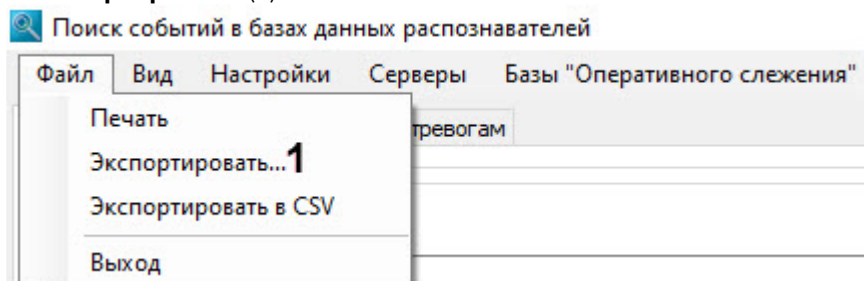 Поиск событий в базах данных распознавателей
Файл Вид Настройки Серверы Базы "Оперативного слежения"
Печать
тревогам
Экспортировать...1
Экспортировать в CSV
Выход